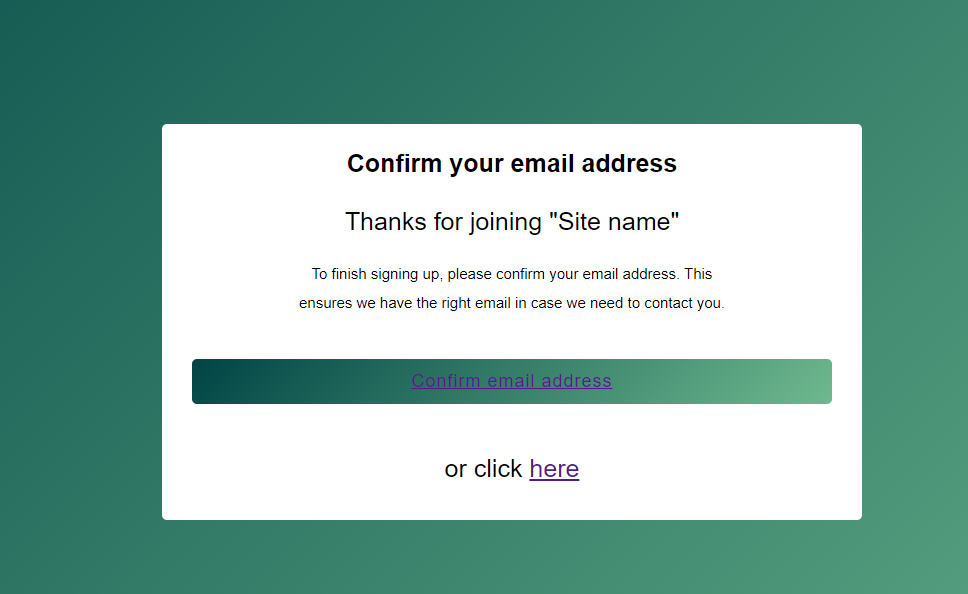 Confirm your email address
Thanks for joining "Site name"
To finish signing up, please confirm your email address. This
ensures we have the right email in case we need to contact you.
Confirm email address
or click here